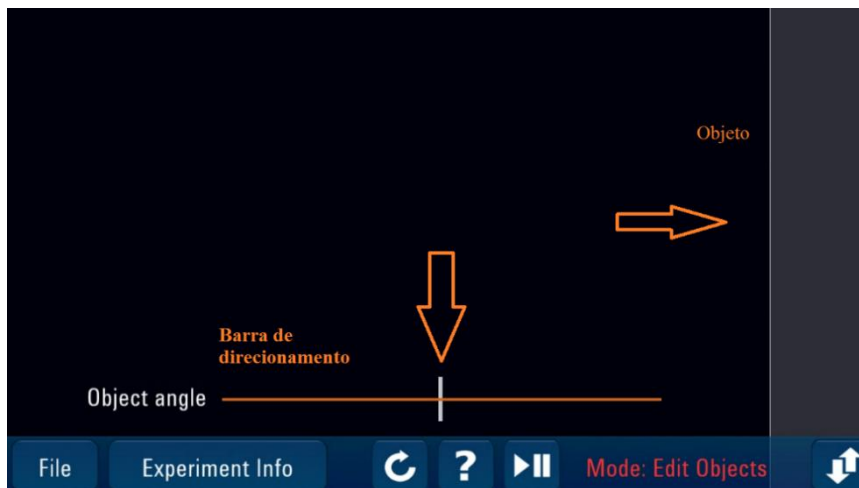 Objeto
Barra de
direcionamento
Object angle
File
Experiment Info
?
Mode: Edit Objects